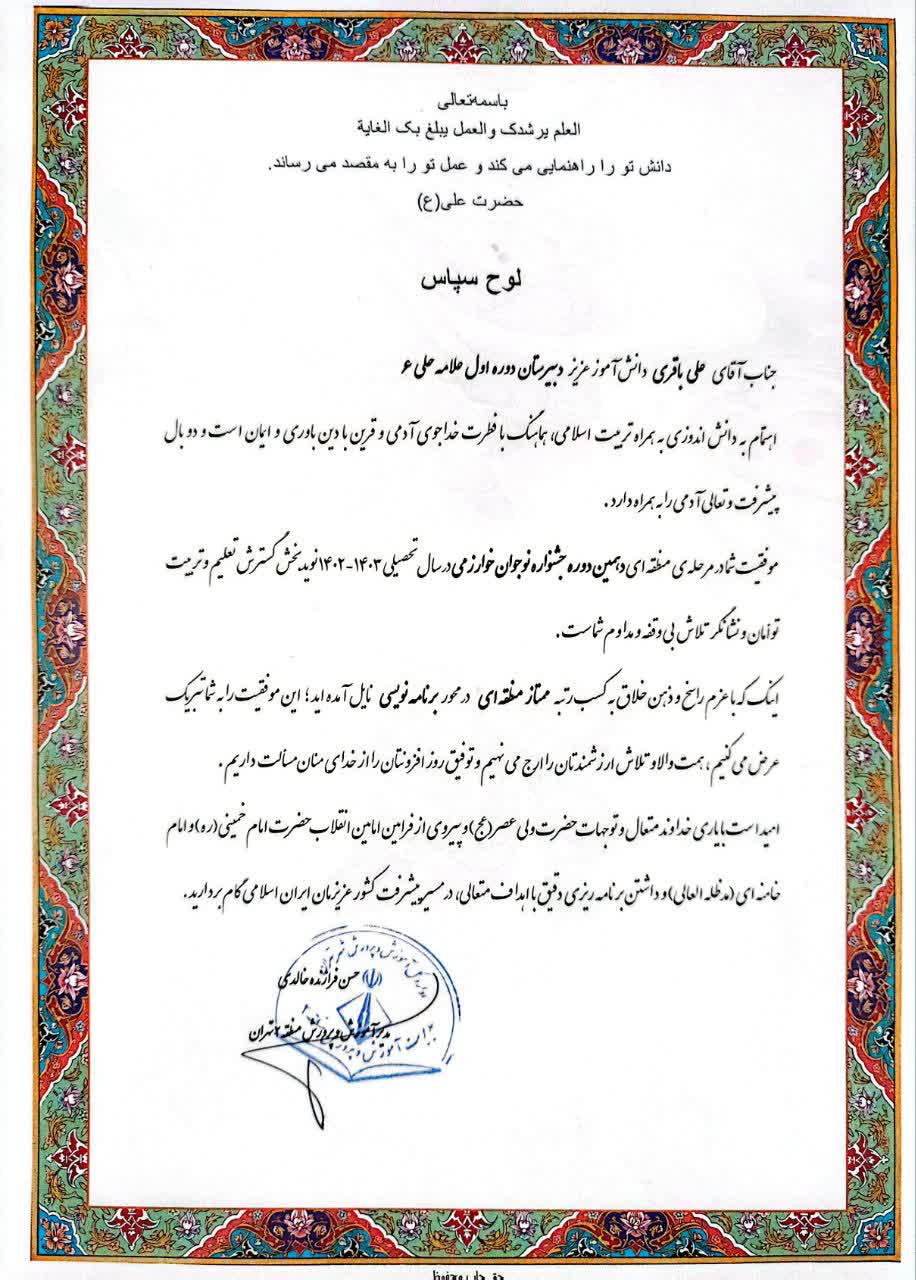 باسمه‌تعالی
العلم یرشدک والعمل یبلغ بک الغایة
دانش تو را راهنمایی می کند و عمل تو را به مقصد می رساند.
حضرت علی(ع)
لوح سپاس
جناب آقای علی باقری دانش‌آموز عزیز دبیرستان دوره اول علامه حلی ۶
اهتمام به دانش اندوزی به همراه تربیت اسلامی، هماهنگ با فطرت خداجوی آدمی و قرین با دین باوری و ایمان است و دو بال
پیشرفت و تعالی آدمی را به همراه دارد .
موفقیت شما در مرحله‌ی منطقه ای دهمین دوره جشنواره نوجوان خوارزمی در سال تحصیلی ۱۴۰۳-۱۴۰۲ نوید بخش گسترش تعلیم و تربیت
توأمان و نشانگر تلاش بی وقفه و مداوم شماست .
اینک که با عزم راسخ و ذهن خلاق به کسب رتبه ممتاز منطقه ای در محور برنامه نویسی نایل آمده اید؛ این موفقیت را به شما تبریک
عرض می کنیم ، همت والا و تلاش ارزشمندتان را ارج می نهیم و توفیق روز افزونتان را از خدای منان مسألت داریم .
امید است با یاری خداوند متعال و توجهات حضرت ولی عصر(عج) و پیروی از فرامین امامین انقلاب حضرت امام خمینی(ره) و امام
خامنه ای (مدظله العالی) و داشتن برنامه ریزی دقیق با اهداف متعالی، در مسیر پیشرفت کشور عزیزمان ایران اسلامی گام بردارید.
حسن فرازنده خالدی
مدیر آموزش و پرورش منطقه ۲ تهران